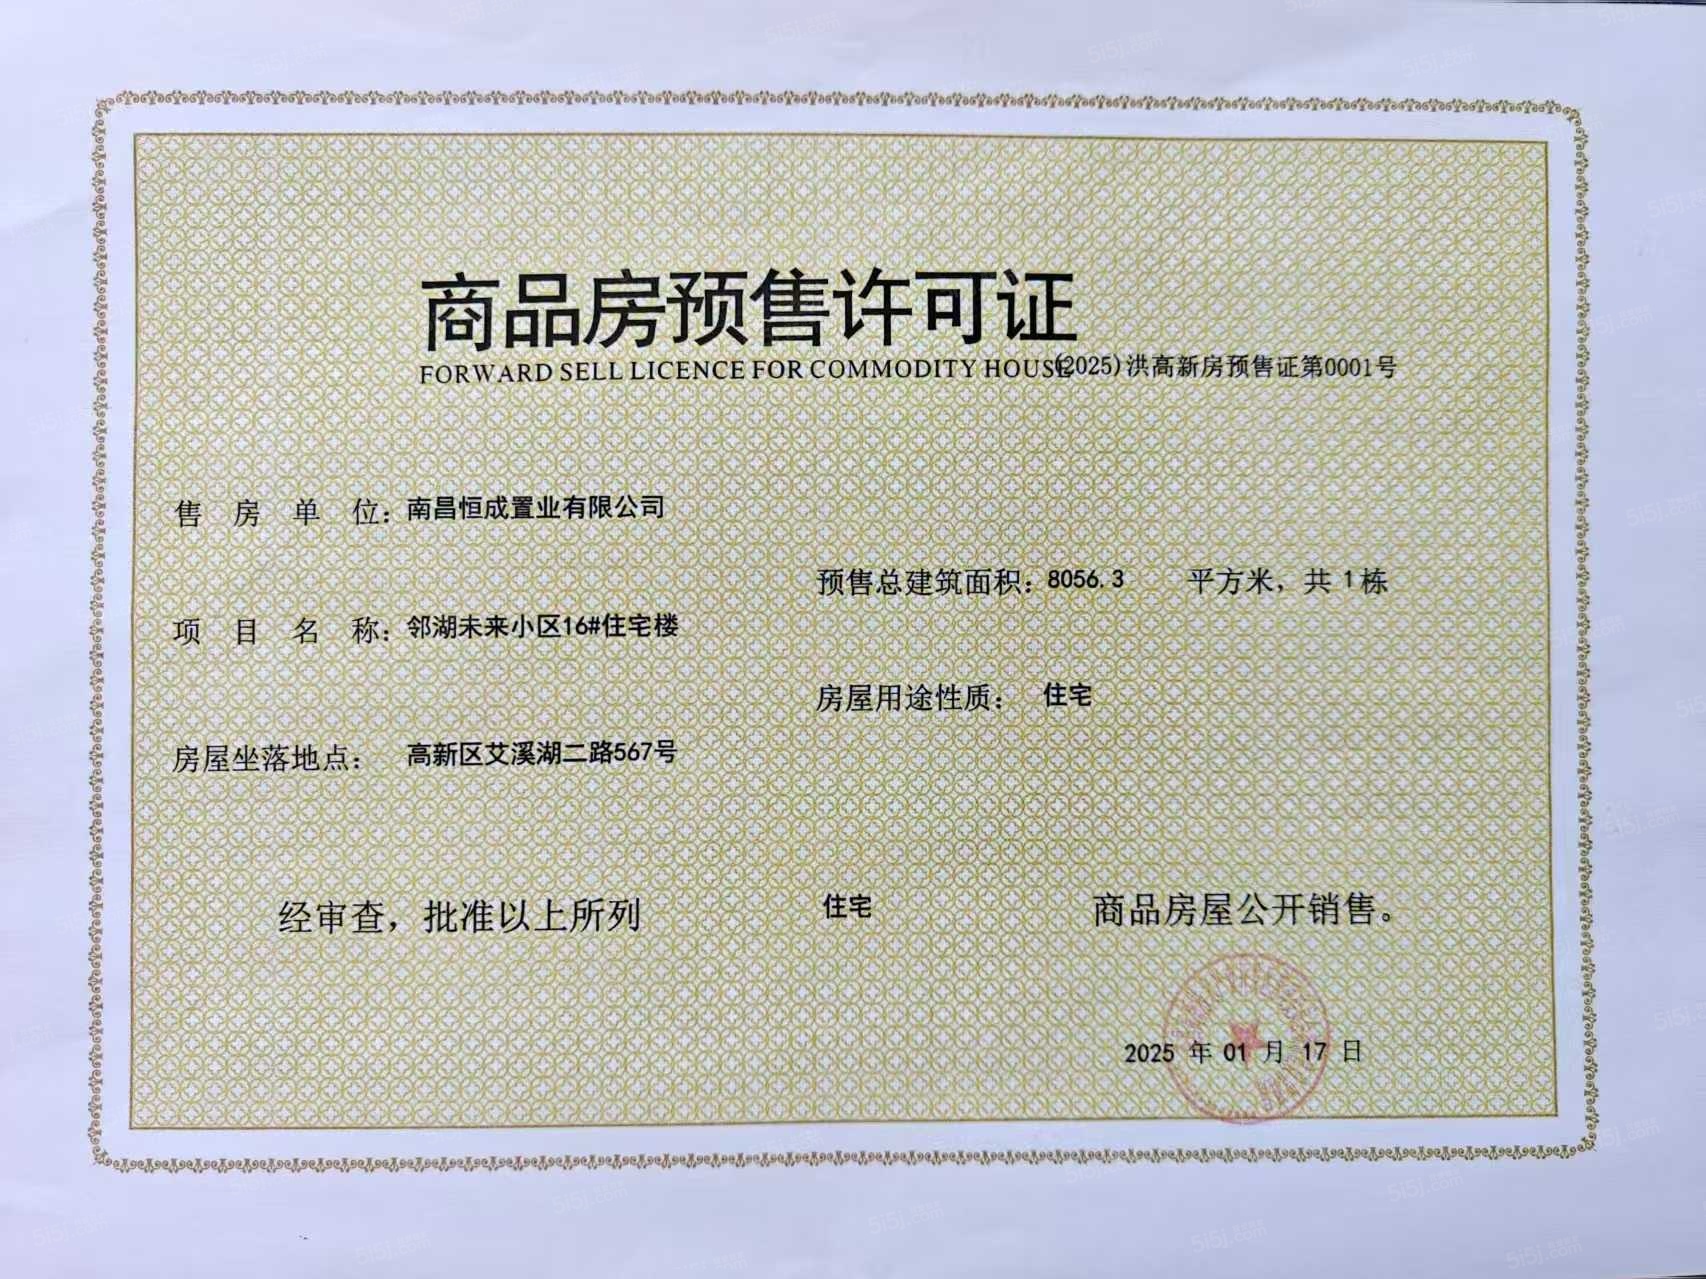 商品房预售许可证
FORWARD SELL LICENCE FOR COMMODITY HOUSE
(2025)洪高新房预售证第0001号
售房单位：南昌恒成置业有限公司
预售总建筑面积：8056.3 平方米，共 1 栋
项目名称：邻湖未来小区16#住宅楼
房屋用途性质： 住宅
房屋坐落地点： 高新区艾溪湖二路567号
经审查，批准以上所列 住宅 商品房屋公开销售。
2025 年 01 月 17 日
5i5j.com